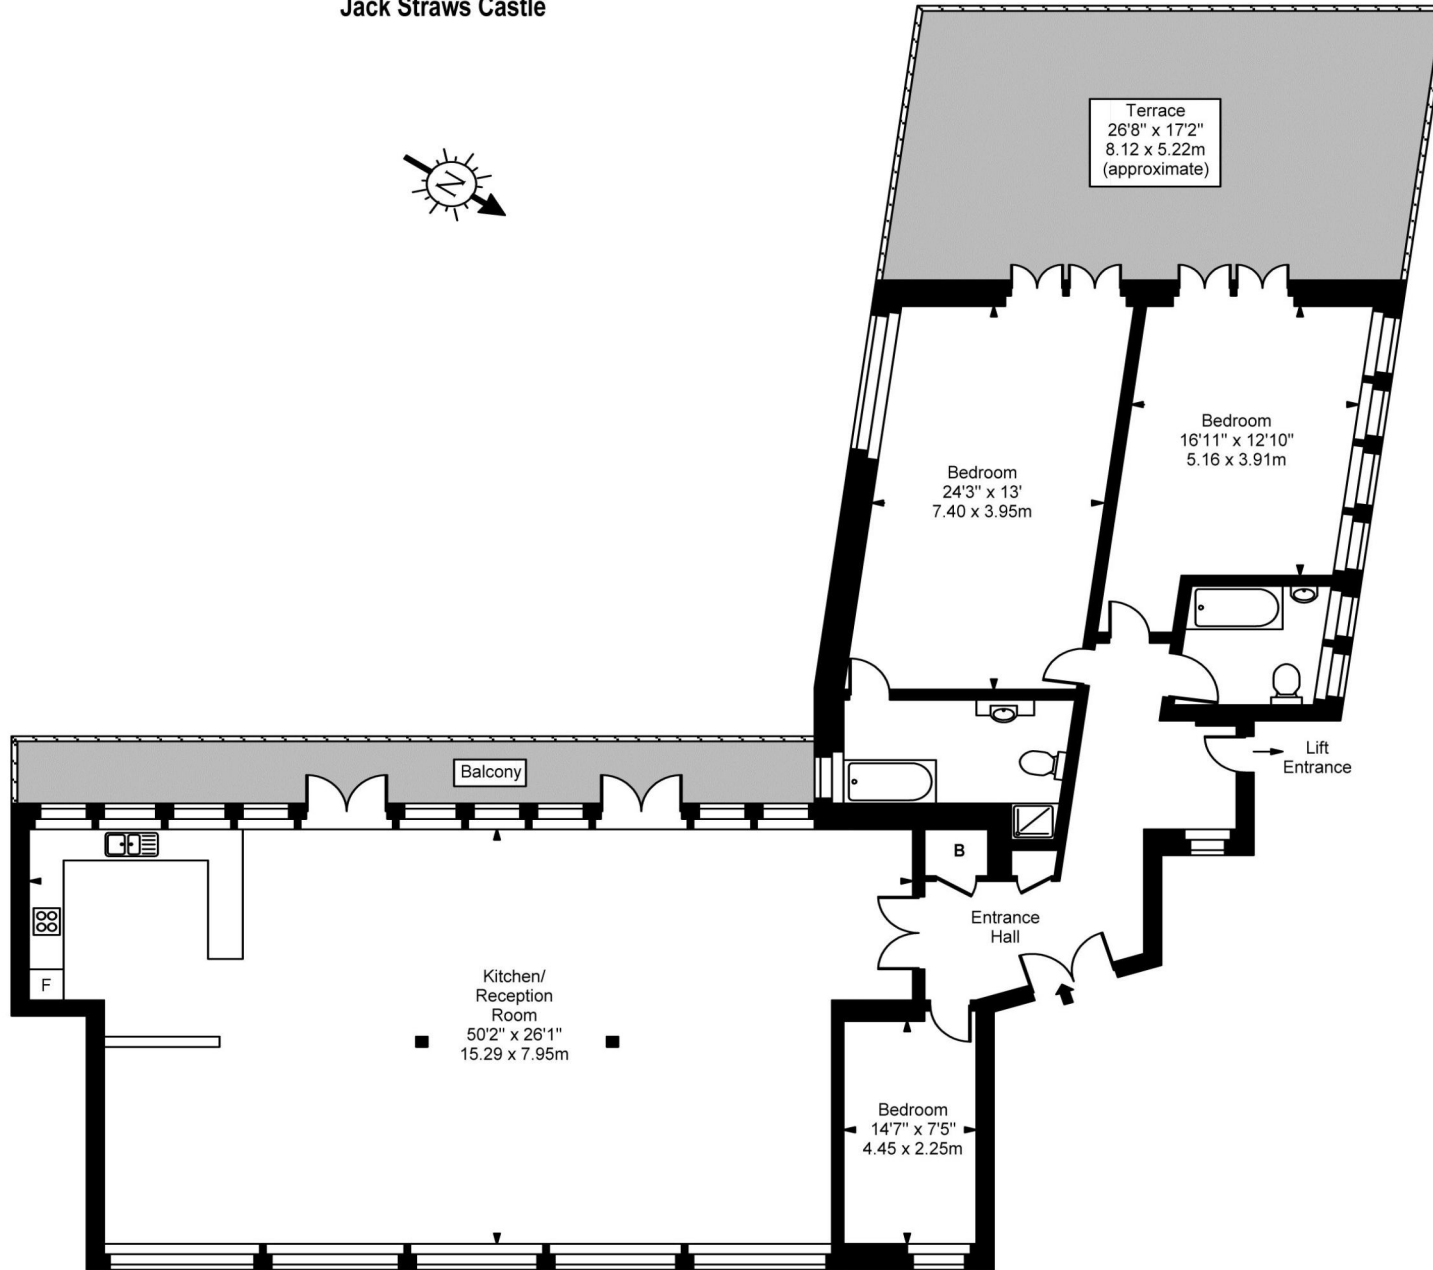 Jack Straws Castle
Terrace
26'8" x 17'2"
8.12 x 5.22m
(approximate)
N
Bedroom
16'11" x 12'10"
5.16 x 3.91m
Bedroom
24'3" x 13'
7.40 x 3.95m
Lift
Entrance
Balcony
B
Entrance
Hall
F
Kitchen/
Reception
Room
50'2" x 26'1"
15.29 x 7.95m
Bedroom
14'7" x 7'5"
4.45 x 2.25m